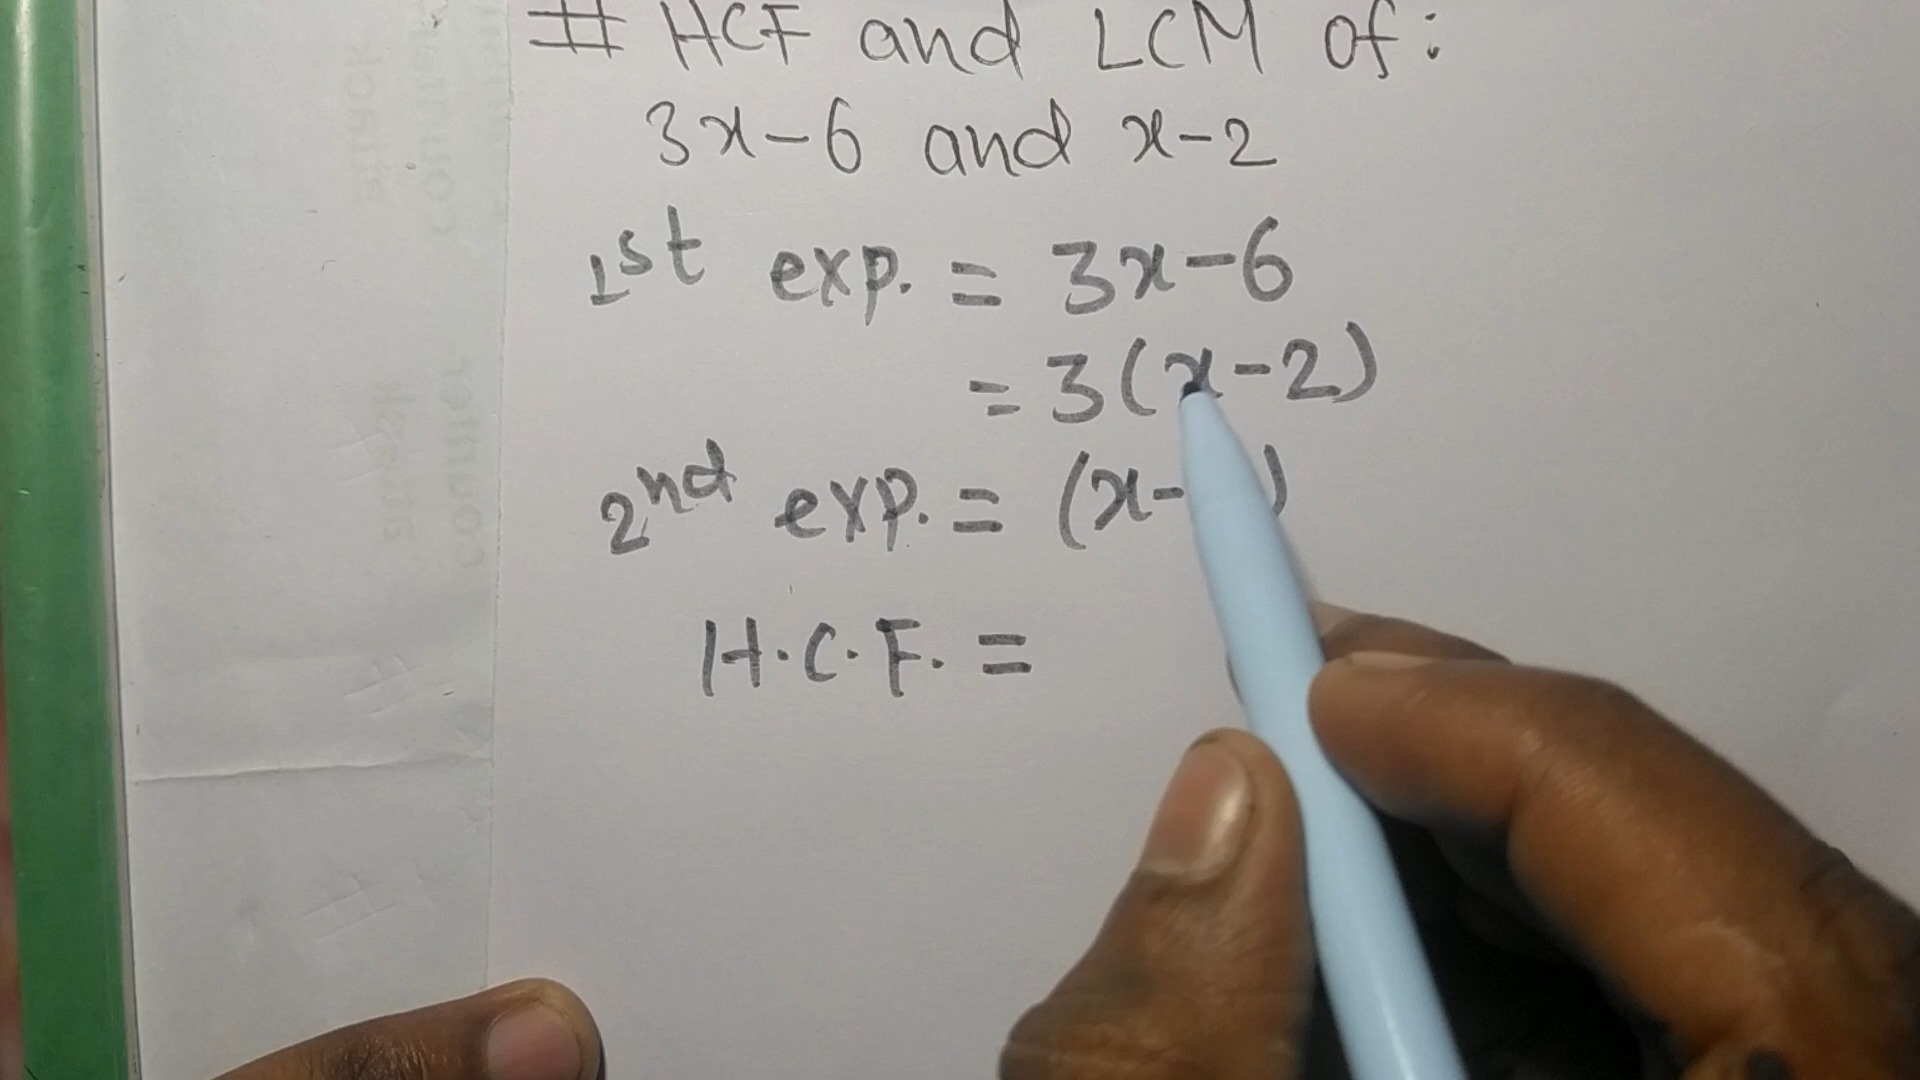 # HCF and LCM of:
3x-6 and x-2
1st exp. = 3x-6
= 3(x-2)
2nd exp. = (x-
H.C.F. =